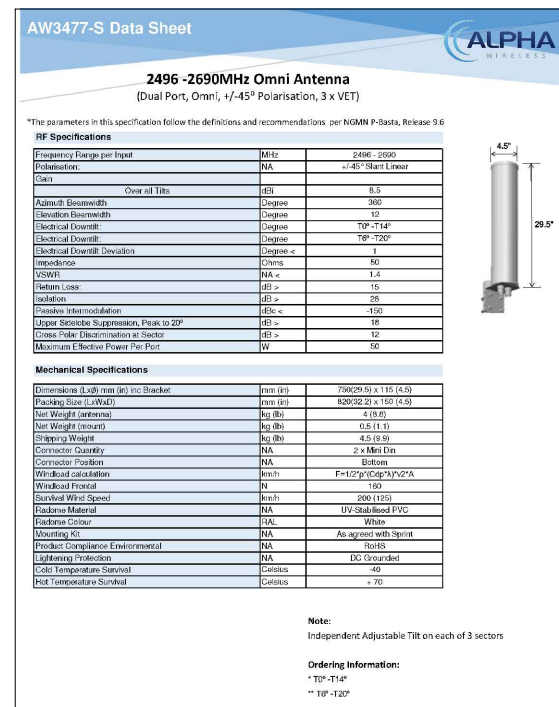 AW3477-S Data Sheet
ALPHA
WIRELESS
2496 -2690MHz Omni Antenna
(Dual Port, Omni, +/-45⁰ Polarisation, 3 x VET)
*The parameters in this specification follow the definitions and recommendations per NGMN P-Basta, Release 9.6
RF Specifications
Frequency Range per Input MHz 2496 - 2690
Polarisation: NA +/-45° Slant Linear
Gain
Over all Tilts dBi 8.5
Azimuth Beamwidth Degree 360
Elevation Beamwidth Degree 12
Electrical Downtilt: Degree T0º -T14º
Electrical Downtilt: Degree T6º -T20º
Electrical Downtilt Deviation Degree < 1
Impedance Ohms 50
VSWR NA < 1.4
Return Loss: dB > 15
Isolation dB > 28
Passive Intermodulation dBc < -150
Upper Sidelobe Suppression, Peak to 20º dB > 18
Cross Polar Discrimination at Sector dB > 12
Maximum Effective Power Per Port W 50
4.5"
29.5"
Mechanical Specifications
Dimensions (LxØ) mm (in) inc Bracket mm (in) 750(29.5) x 115 (4.5)
Packing Size (LxWxD) mm (in) 820(32.2) x 150 (4.5)
Net Weight (antenna) kg (lb) 4 (8.8)
Net Weight (mount) kg (lb) 0.5 (1.1)
Shipping Weight kg (lb) 4.5 (9.9)
Connector Quantity NA 2 x Mini Din
Connector Position NA Bottom
Windload calculation km/h F=1/2*p*(Cdp*λ)*v2*A
Windload Frontal N 160
Survival Wind Speed km/h 200 (125)
Radome Material NA UV-Stabilised PVC
Radome Colour RAL White
Mounting Kit NA As agreed with Sprint
Product Compliance Environmental NA RoHS
Lightening Protection NA DC Grounded
Cold Temperature Survival Celsius -40
Hot Temperature Survival Celsius + 70
Note:
Independent Adjustable Tilt on each of 3 sectors
Ordering Information:
* T0º -T14º
** T6º -T20º